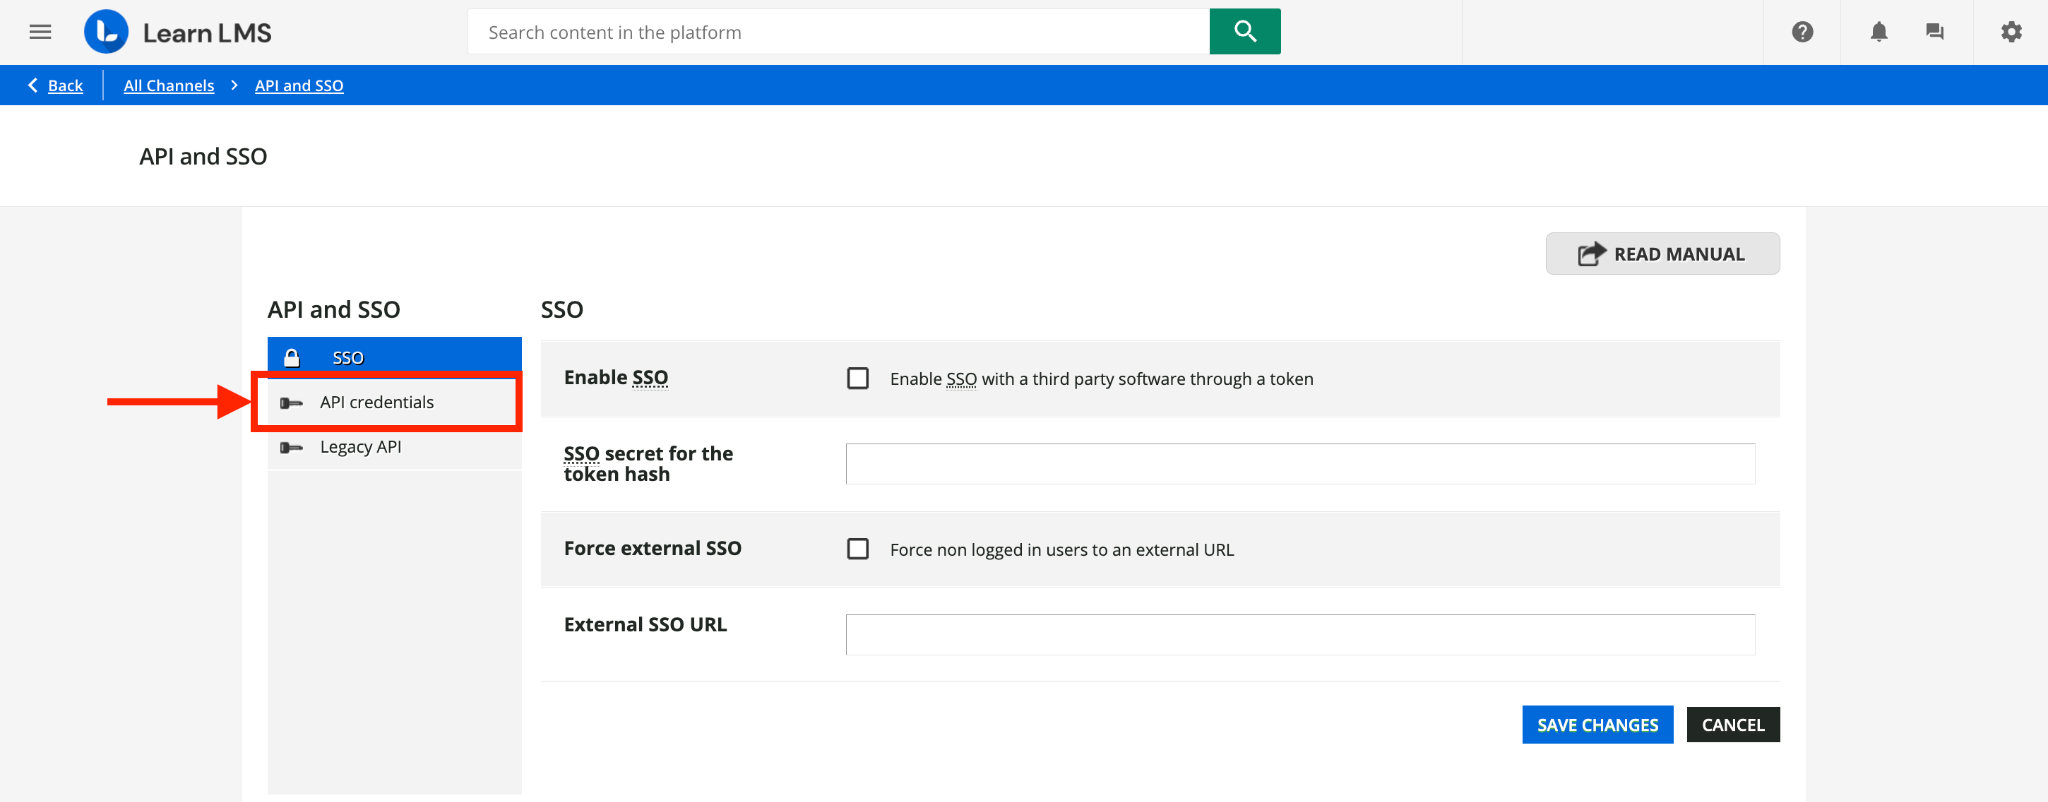 Learn LMS
Search content in the platform
Back
All Channels
API and SSO
API and SSO
READ MANUAL
API and SSO
SSO
API credentials
Legacy API
SSO
Enable SSO
Enable SSO with a third party software through a token
SSO secret for the
token hash
Force external SSO
Force non logged in users to an external URL
External SSO URL
SAVE CHANGES
CANCEL